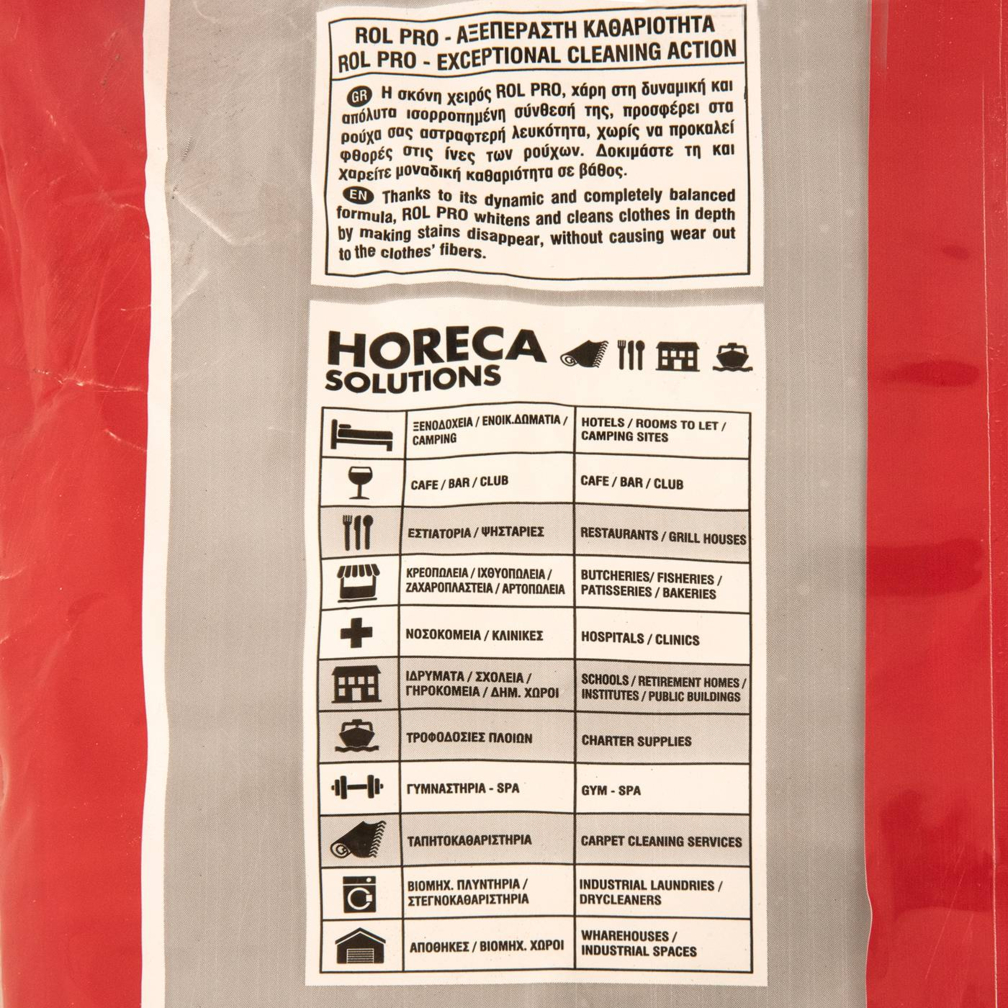 ROL PRO - ΑΞΕΠΕΡΑΣΤΗ ΚΑΘΑΡΙΟΤΗΤΑ
ROL PRO - EXCEPTIONAL CLEANING ACTION
GR Η σκόνη χειρός ROL PRO, χάρη στη δυναμική και
απόλυτα ισορροπημένη σύνθεσή της, προσφέρει στα
ρούχα σας αστραφτερή λευκότητα, χωρίς να προκαλεί
φθορές στις ίνες των ρούχων. Δοκιμάστε τη και
χαρείτε μοναδική καθαριότητα σε βάθος.
EN Thanks to its dynamic and completely balanced
formula, ROL PRO whitens and cleans clothes in depth
by making stains disappear, without causing wear out
to the clothes' fibers.
HORECA
SOLUTIONS
ΞΕΝΟΔΟΧΕΙΑ / ΕΝΟΙΚ.ΔΩΜΑΤΙΑ /
CAMPING
HOTELS / ROOMS TO LET /
CAMPING SITES
CAFE / BAR / CLUB
CAFE / BAR / CLUB
ΕΣΤΙΑΤΟΡΙΑ / ΨΗΣΤΑΡΙΕΣ
RESTAURANTS / GRILL HOUSES
ΚΡΕΟΠΩΛΕΙΑ / ΙΧΘΥΟΠΩΛΕΙΑ /
ΖΑΧΑΡΟΠΛΑΣΤΕΙΑ / ΑΡΤΟΠΩΛΕΙΑ
BUTCHERIES/ FISHERIES /
PATISSERIES / BAKERIES
ΝΟΣΟΚΟΜΕΙΑ / ΚΛΙΝΙΚΕΣ
HOSPITALS / CLINICS
ΙΔΡΥΜΑΤΑ / ΣΧΟΛΕΙΑ /
ΓΗΡΟΚΟΜΕΙΑ / ΔΗΜ. ΧΩΡΟΙ
SCHOOLS / RETIREMENT HOMES /
INSTITUTES / PUBLIC BUILDINGS
ΤΡΟΦΟΔΟΣΙΕΣ ΠΛΟΙΩΝ
CHARTER SUPPLIES
ΓΥΜΝΑΣΤΗΡΙΑ - SPA
GYM - SPA
ΤΑΠΗΤΟΚΑΘΑΡΙΣΤΗΡΙΑ
CARPET CLEANING SERVICES
ΒΙΟΜΗΧ. ΠΛΥΝΤΗΡΙΑ /
ΣΤΕΓΝΟΚΑΘΑΡΙΣΤΗΡΙΑ
INDUSTRIAL LAUNDRIES /
DRYCLEANERS
ΑΠΟΘΗΚΕΣ / ΒΙΟΜΗΧ. ΧΩΡΟΙ
WHAREHOUSES /
INDUSTRIAL SPACES